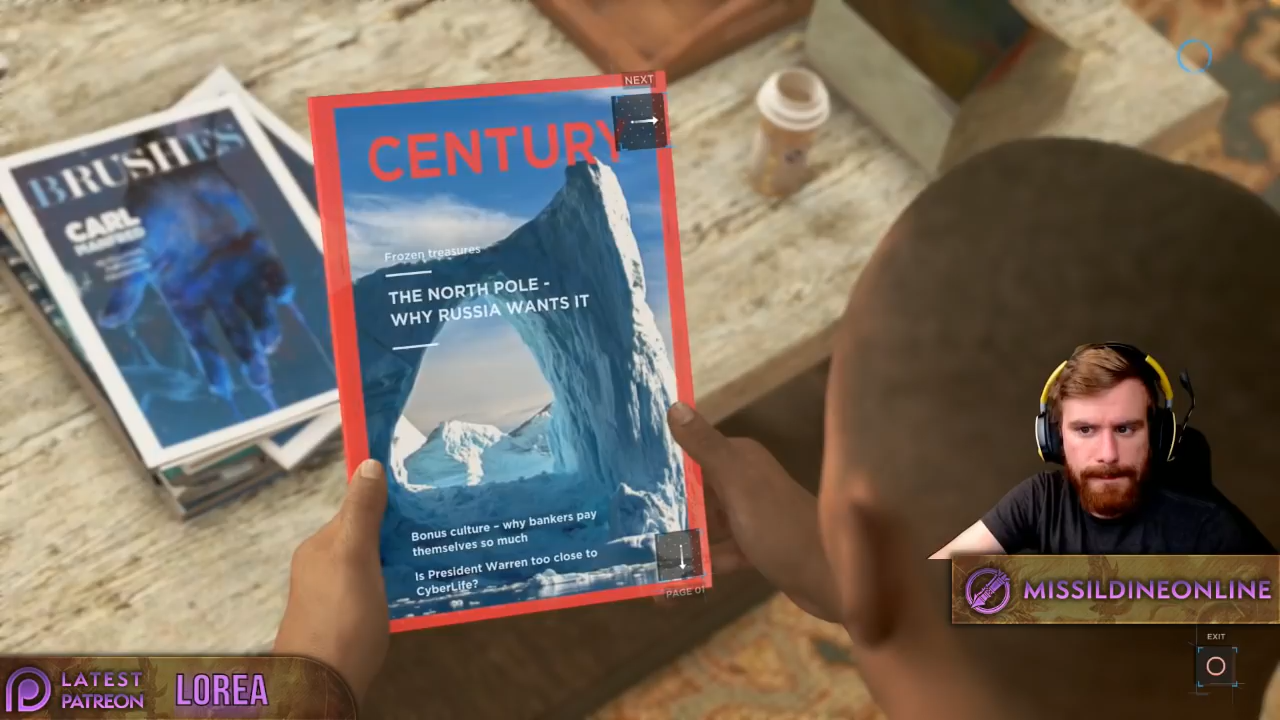 NEXT
CENTURY
BRUSHES
CARL
MANFRED
Frozen treasures
THE NORTH POLE -
WHY RUSSIA WANTS IT
Bonus culture – why bankers pay
themselves so much
Is President Warren too close to
CyberLife?
PAGE 01
MISSILDINEONLINE
EXIT
LATEST
PATREON
LOREA